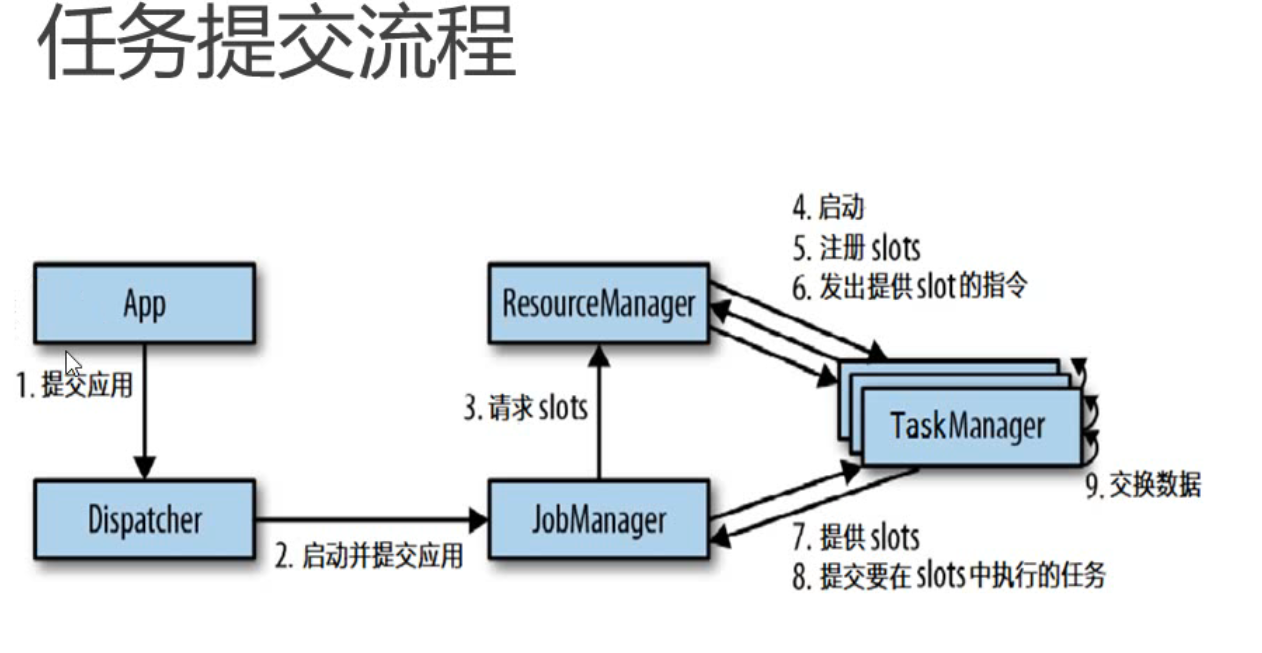 任务提交流程
4. 启动
5. 注册 slots
6. 发出提供 slot 的指令
App
ResourceManager
1. 提交应用
3. 请求 slots
TaskManager
9. 交换数据
Dispatcher
JobManager
2. 启动并提交应用
7. 提供 slots
8. 提交要在 slots 中执行的任务